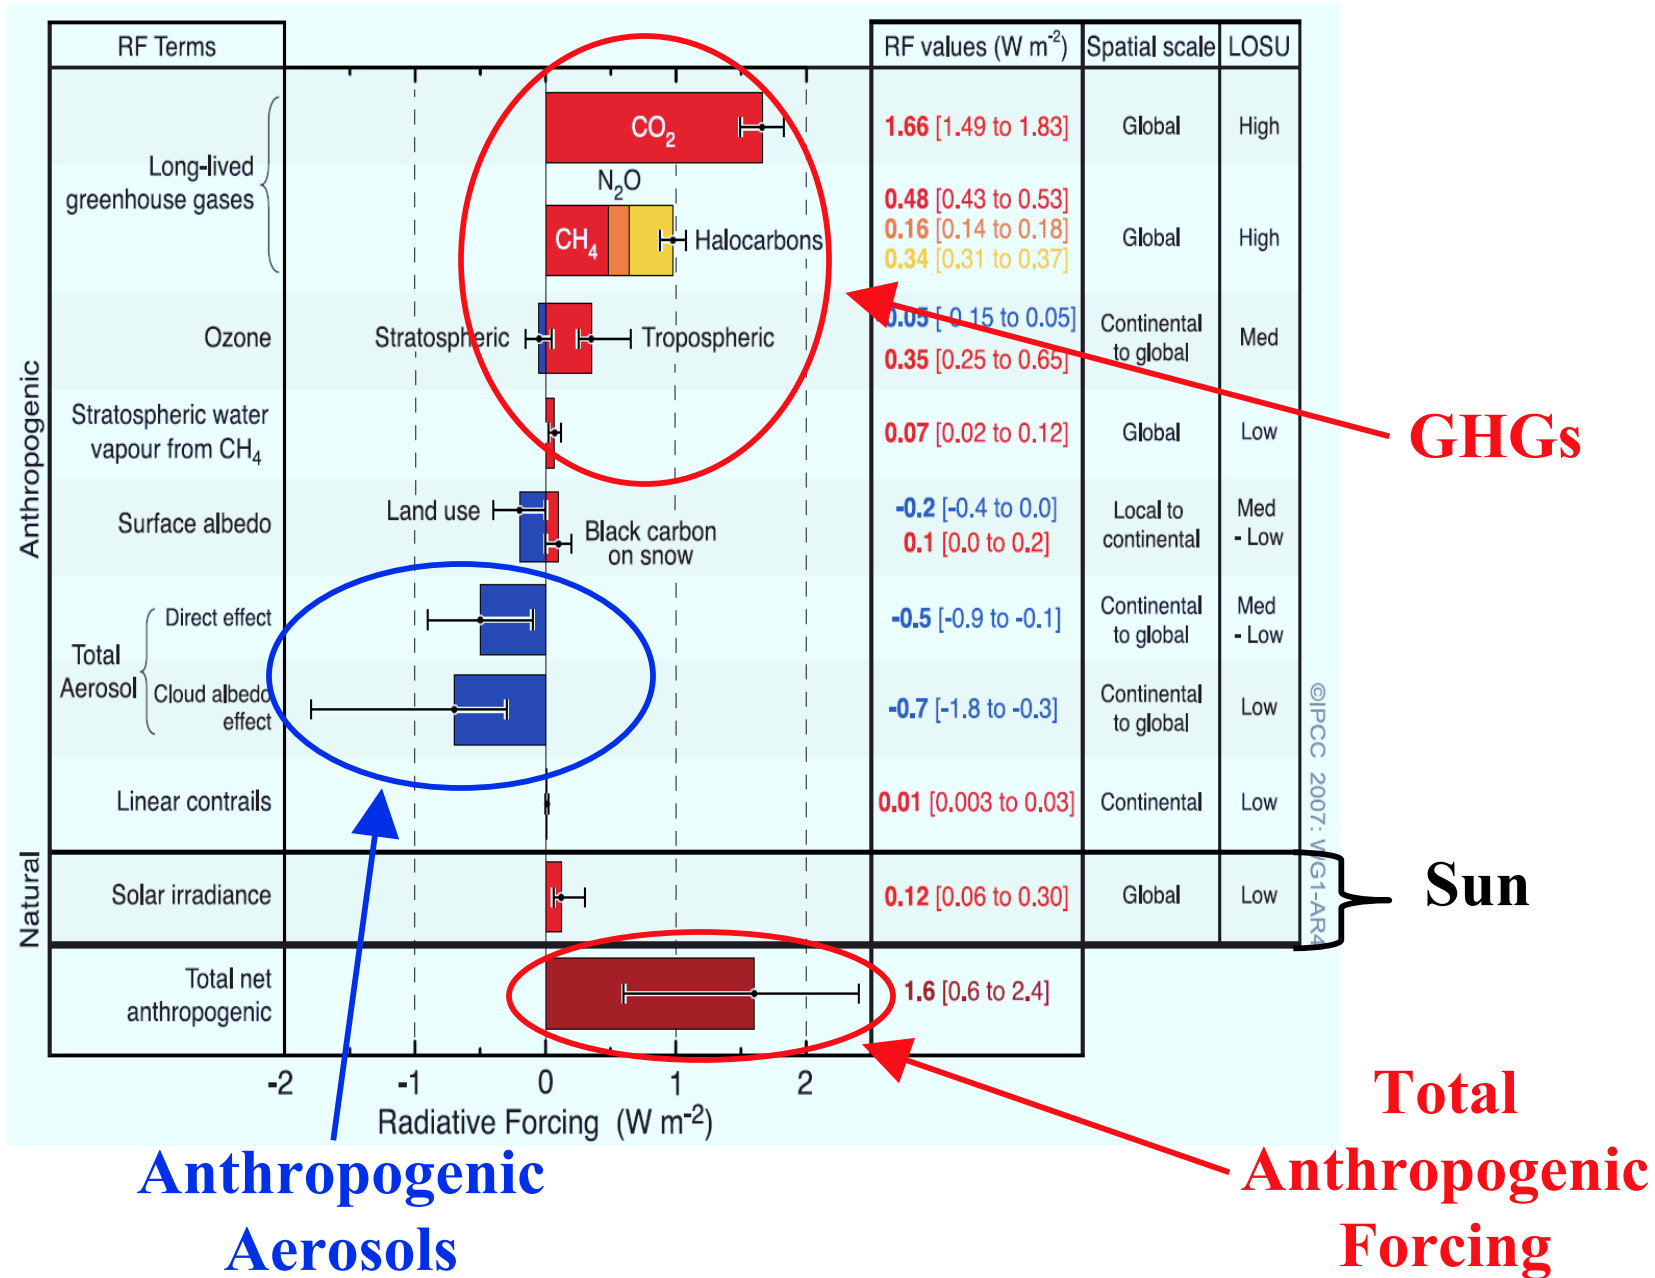 RF Terms
RF values (W m-2)
Spatial scale
LOSU
Anthropogenic
Long-lived
greenhouse gases
CO2
1.66 [1.49 to 1.83]
Global
High
N2O
CH4
Halocarbons
0.48 [0.43 to 0.53]
0.16 [0.14 to 0.18]
0.34 [0.31 to 0.37]
Global
High
Ozone
Stratospheric
Tropospheric
-0.05 [-0.15 to 0.05]
0.35 [0.25 to 0.65]
Continental
to global
Med
Stratospheric water
vapour from CH4
0.07 [0.02 to 0.12]
Global
Low
Surface albedo
Land use
Black carbon
on snow
-0.2 [-0.4 to 0.0]
0.1 [0.0 to 0.2]
Local to
continental
Med
- Low
Total
Aerosol
Direct effect
-0.5 [-0.9 to -0.1]
Continental
to global
Med
- Low
Cloud albedo
effect
-0.7 [-1.8 to -0.3]
Continental
to global
Low
Linear contrails
0.01 [0.003 to 0.03]
Continental
Low
Natural
Solar irradiance
0.12 [0.06 to 0.30]
Global
Low
Total net
anthropogenic
1.6 [0.6 to 2.4]
-2 -1 0 1 2
Radiative Forcing (W m-2)
©IPCC 2007: WG1-AR4
GHGs
Sun
Total
Anthropogenic
Forcing
Anthropogenic
Aerosols